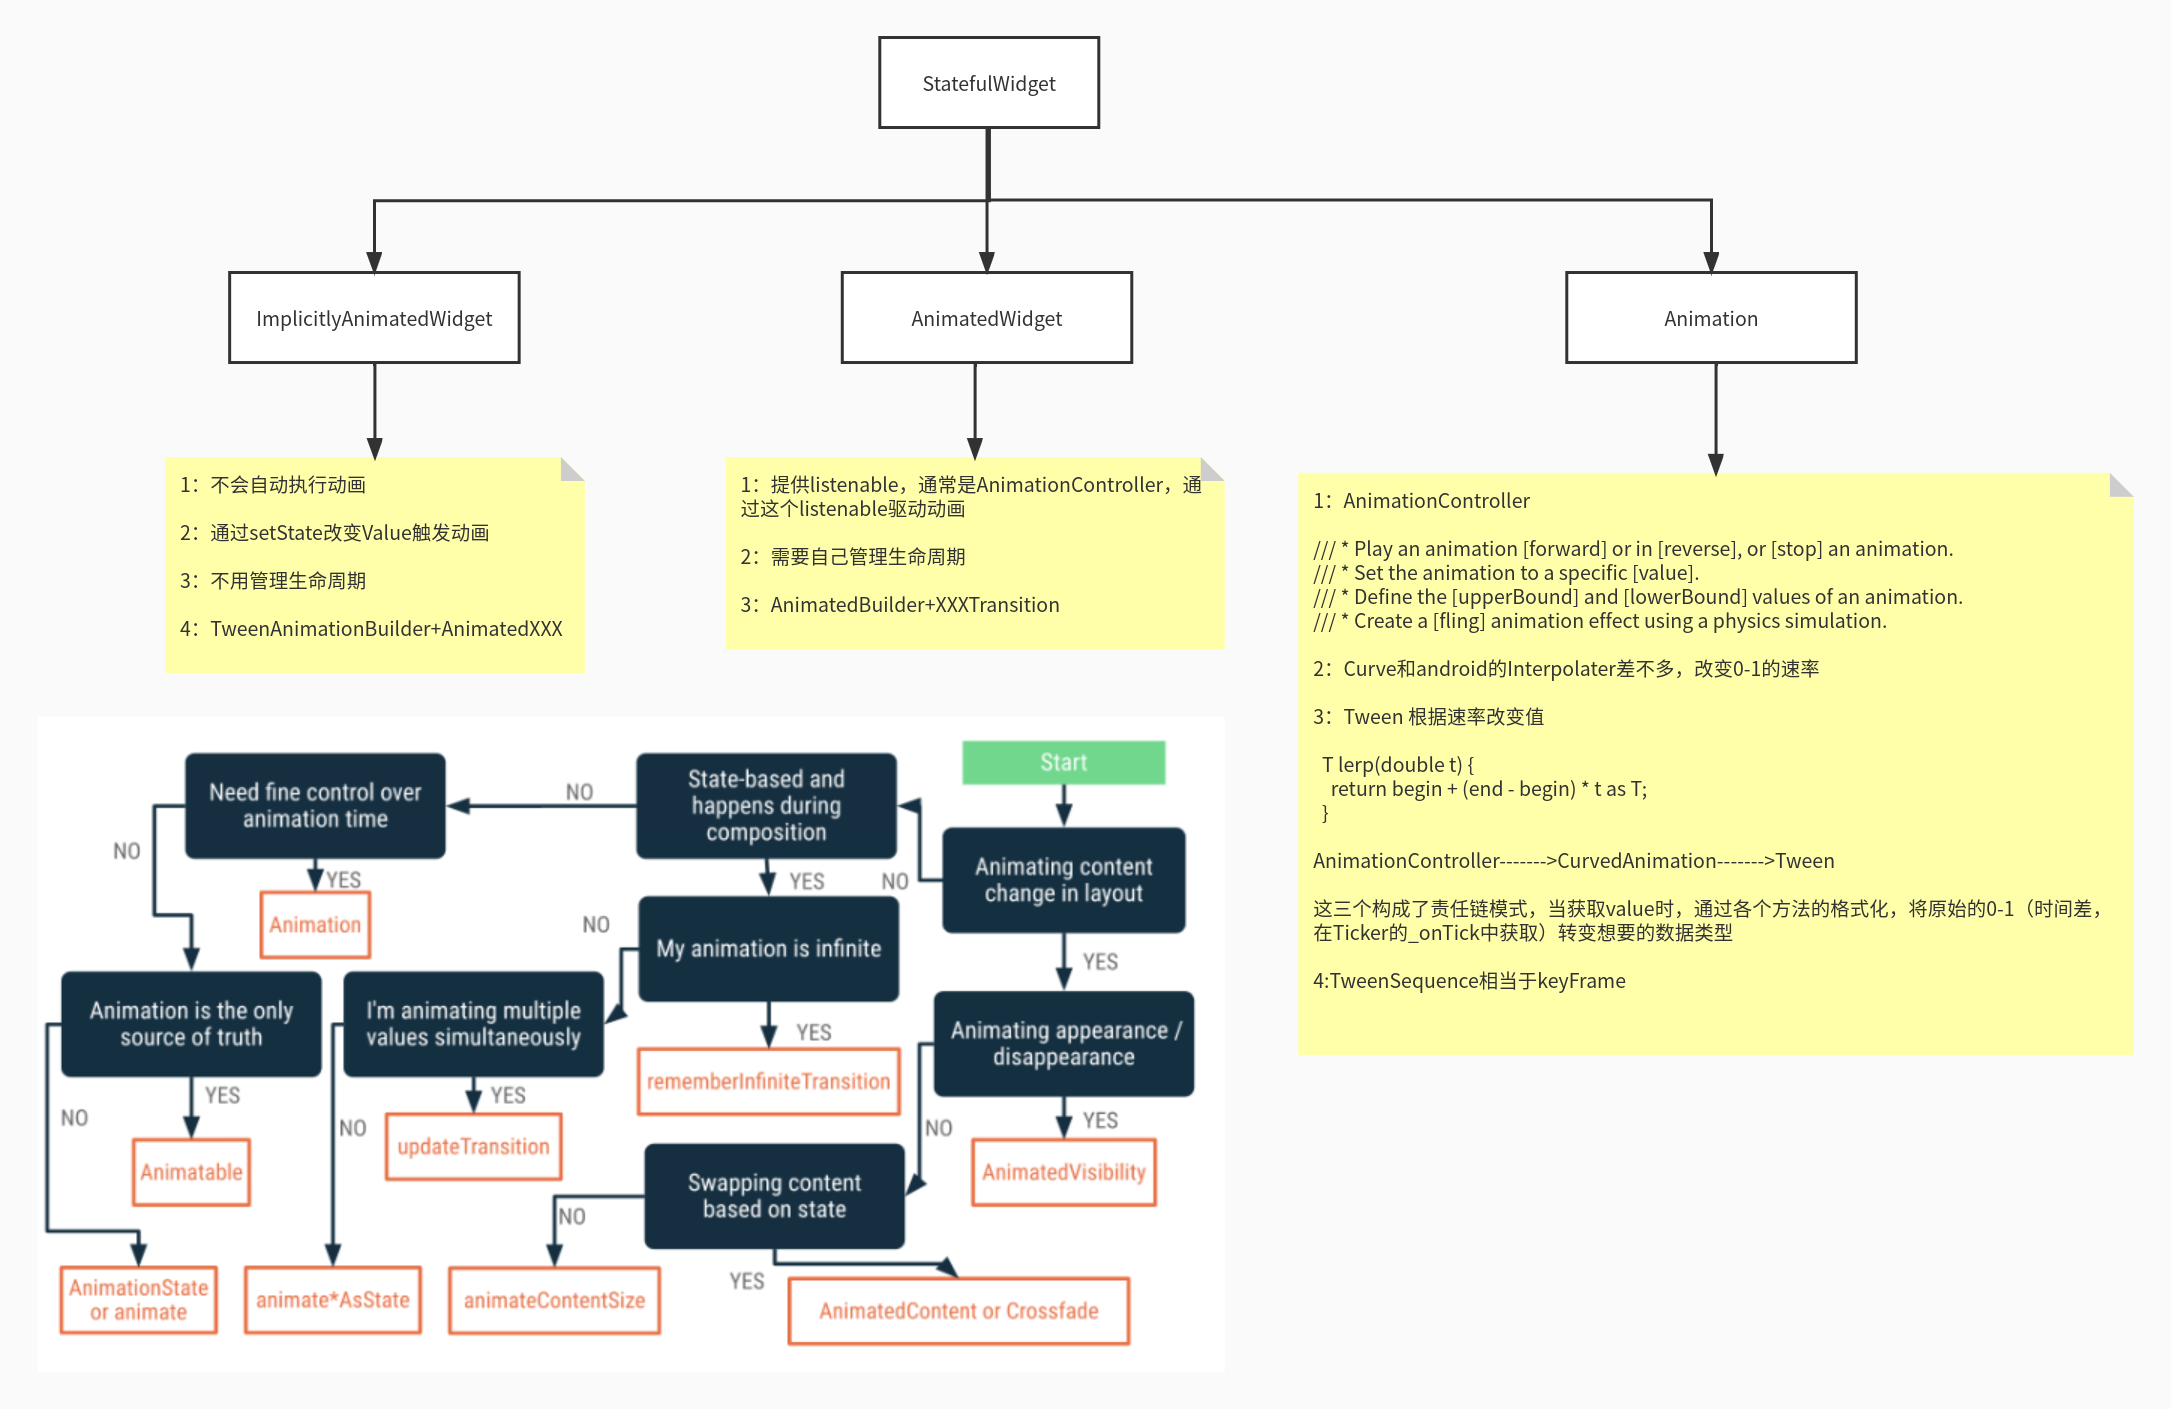 StatefulWidget
ImplicitlyAnimatedWidget
AnimatedWidget
Animation
1：不会自动执行动画
2：通过setState改变Value触发动画
3：不用管理生命周期
4：TweenAnimationBuilder+AnimatedXXX
1：提供listenable，通常是AnimationController，通
过这个listenable驱动动画
2：需要自己管理生命周期
3：AnimatedBuilder+XXXTransition
1：AnimationController
/// * Play an animation [forward] or in [reverse], or [stop] an animation.
/// * Set the animation to a specific [value].
/// * Define the [upperBound] and [lowerBound] values of an animation.
/// * Create a [fling] animation effect using a physics simulation.
2：Curve和android的Interpolater差不多，改变0-1的速率
3：Tween 根据速率改变值
T lerp(double t) {
return begin + (end - begin) * t as T;
}
AnimationController------->CurvedAnimation------->Tween
这三个构成了责任链模式，当获取value时，通过各个方法的格式化，将原始的0-1（时间差，
在Ticker的_onTick中获取）转变想要的数据类型
4:TweenSequence相当于keyFrame
Start
Animating content
change in layout
NO
YES
State-based and
happens during
composition
NO
YES
Need fine control over
animation time
NO
YES
Animation
My animation is infinite
NO
YES
rememberInfiniteTransition
Animating appearance /
disappearance
NO
YES
AnimatedVisibility
Animation is the only
source of truth
NO
YES
Animatable
I'm animating multiple
values simultaneously
NO
YES
updateTransition
Swapping content
based on state
NO
YES
AnimationState
or animate
animate*AsState
animateContentSize
AnimatedContent or Crossfade